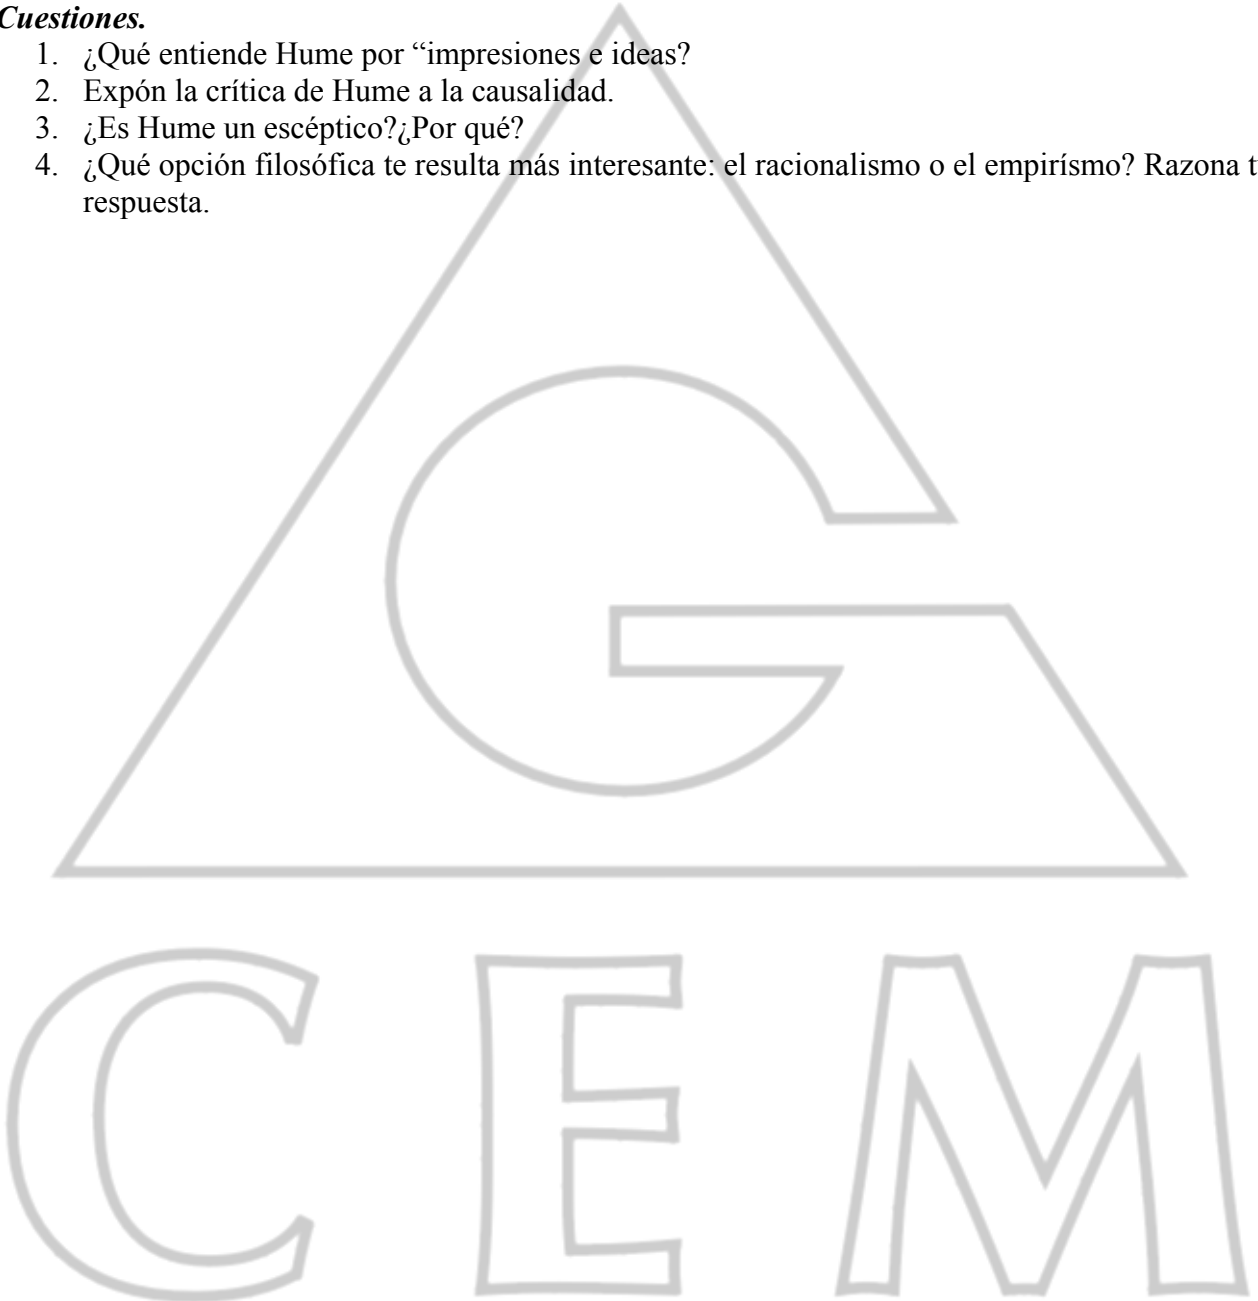 Cuestiones.
1. ¿Qué entiende Hume por “impresiones e ideas?
2. Expón la crítica de Hume a la causalidad.
3. ¿Es Hume un escéptico?¿Por qué?
4. ¿Qué opción filosófica te resulta más interesante: el racionalismo o el empirísmo? Razona t
respuesta.
G
C E M